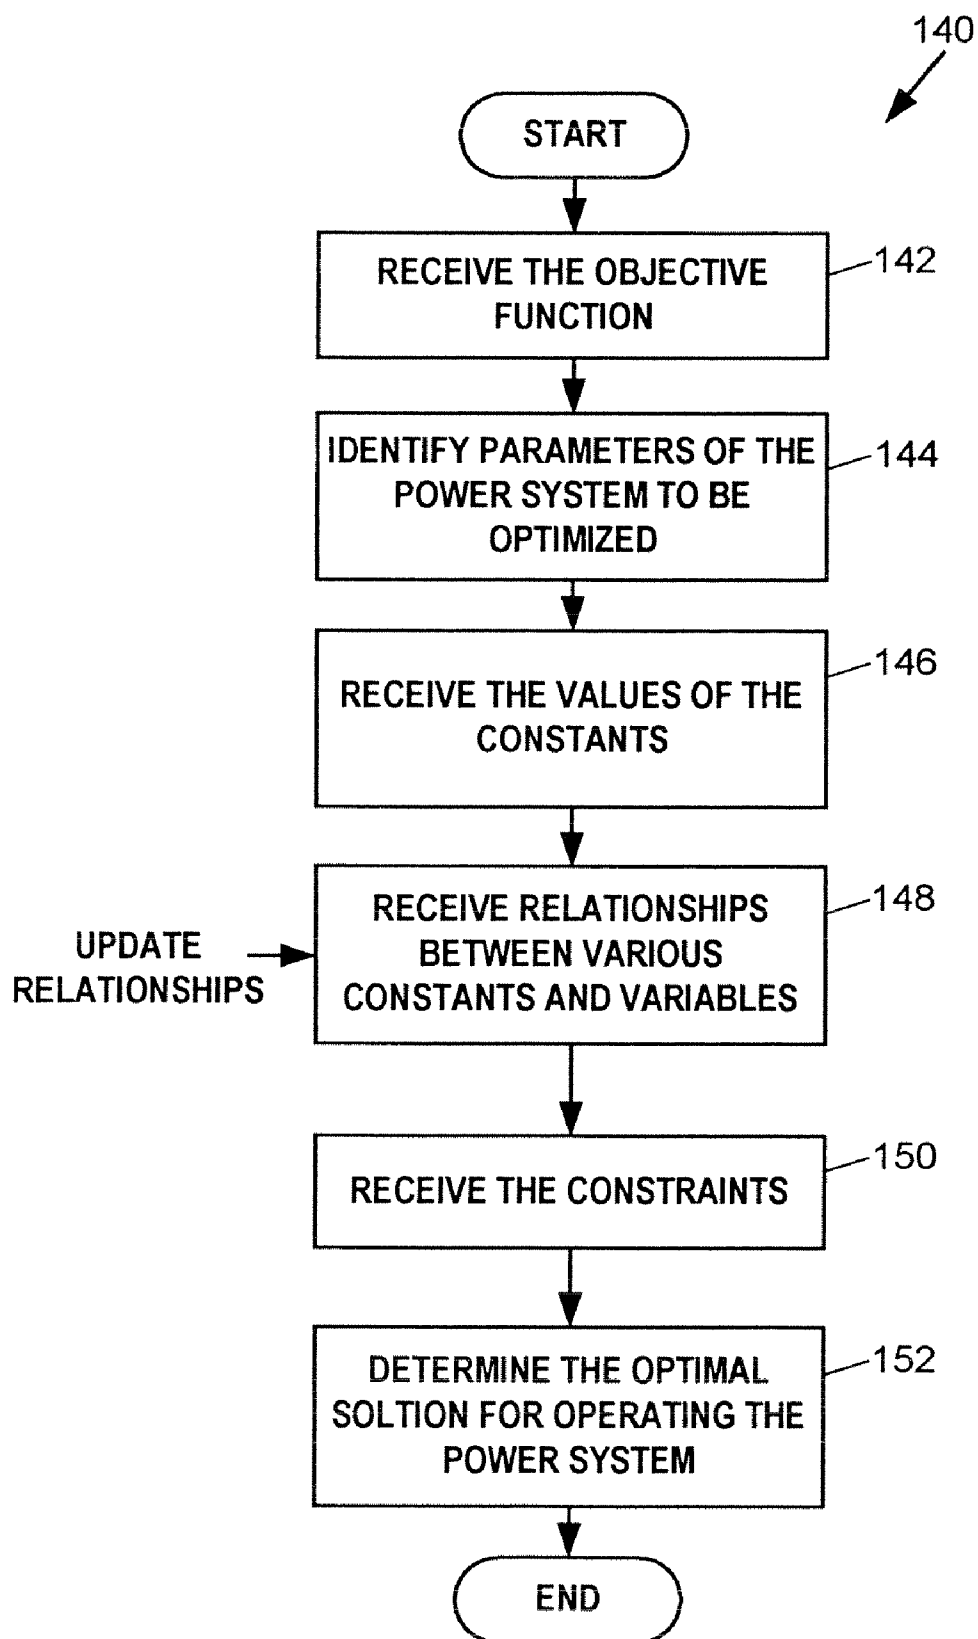 140
START
RECEIVE THE OBJECTIVE
FUNCTION
142
IDENTIFY PARAMETERS OF THE
POWER SYSTEM TO BE
OPTIMIZED
144
RECEIVE THE VALUES OF THE
CONSTANTS
146
UPDATE
RELATIONSHIPS
RECEIVE RELATIONSHIPS
BETWEEN VARIOUS
CONSTANTS AND VARIABLES
148
RECEIVE THE CONSTRAINTS
150
DETERMINE THE OPTIMAL
SOLTION FOR OPERATING THE
POWER SYSTEM
152
END